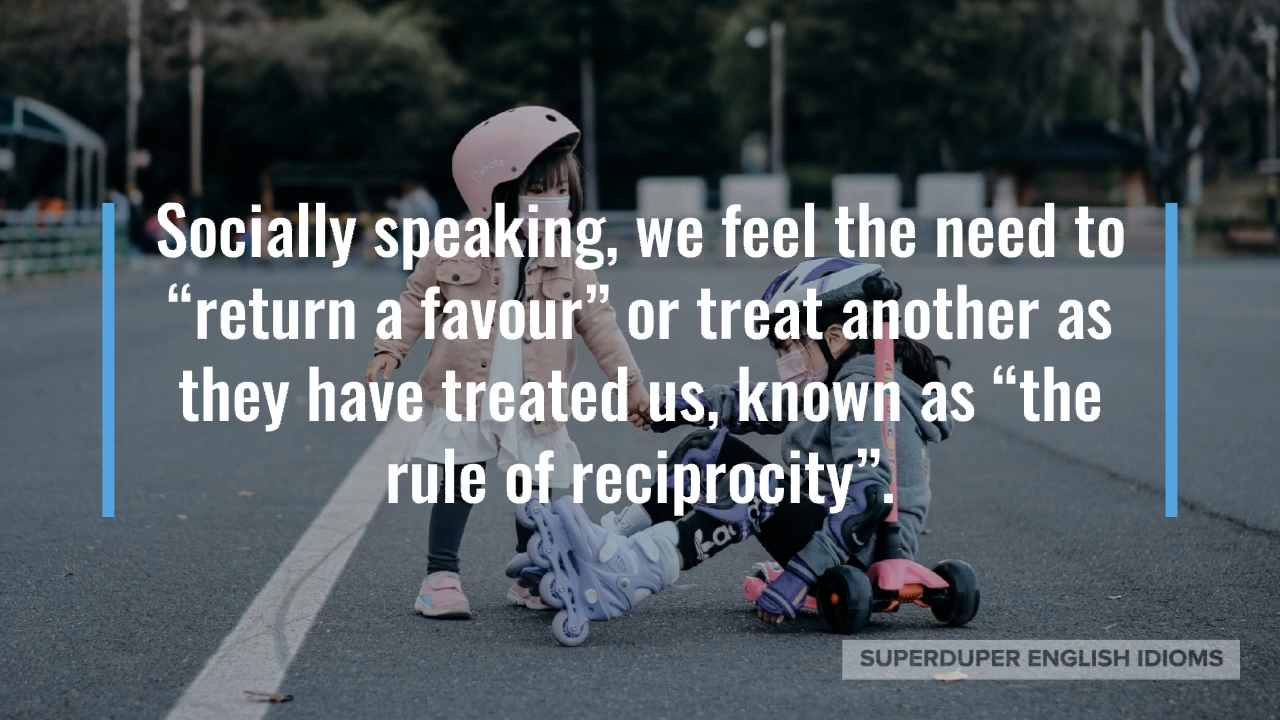 Socially speaking, we feel the need to
“return a favour” or treat another as
they have treated us, known as “the
rule of reciprocity”.
SUPERDUPER ENGLISH IDIOMS